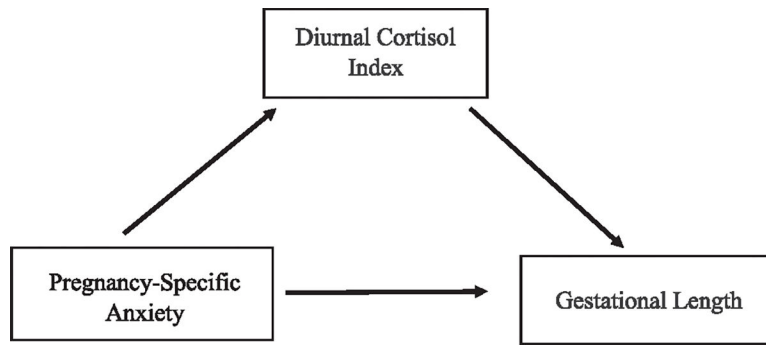 Diurnal Cortisol
Index
Pregnancy-Specific
Anxiety
Gestational Length